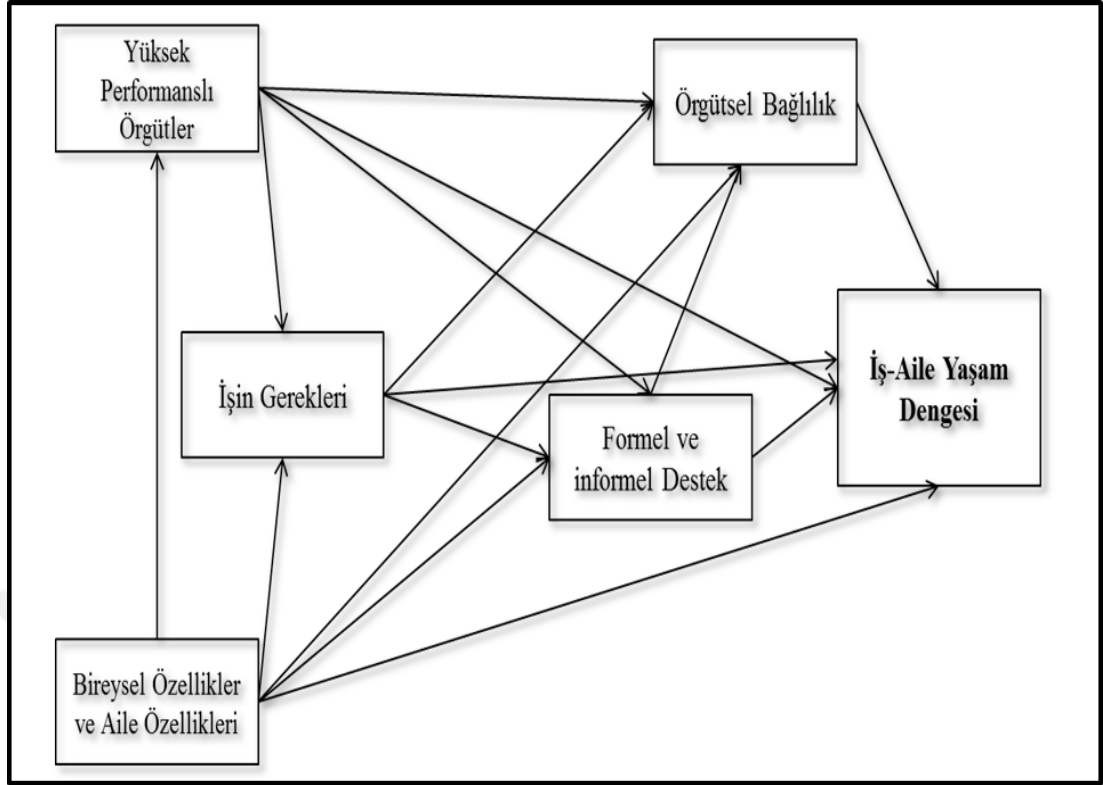 Yüksek
Performanslı
Örgütler
Örgütsel Bağlılık
İşin Gerekleri
İş-Aile Yaşam
Dengesi
Formel ve
informel Destek
Bireysel Özellikler
ve Aile Özellikleri